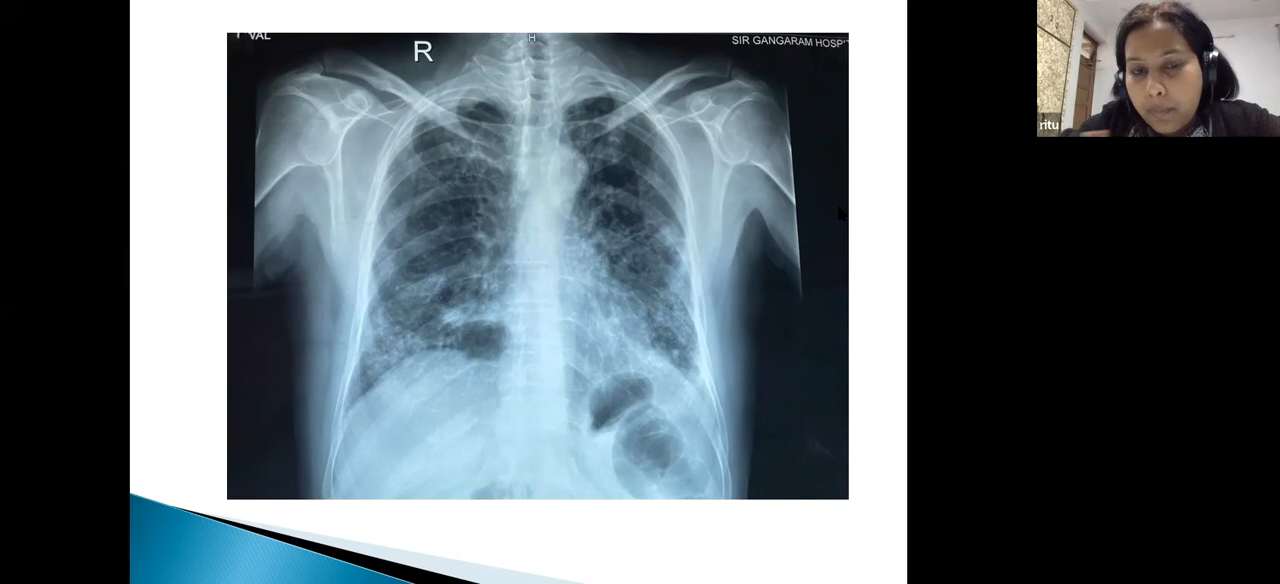 VAL
R
H
SIR GANGARAM HOSP
ritu